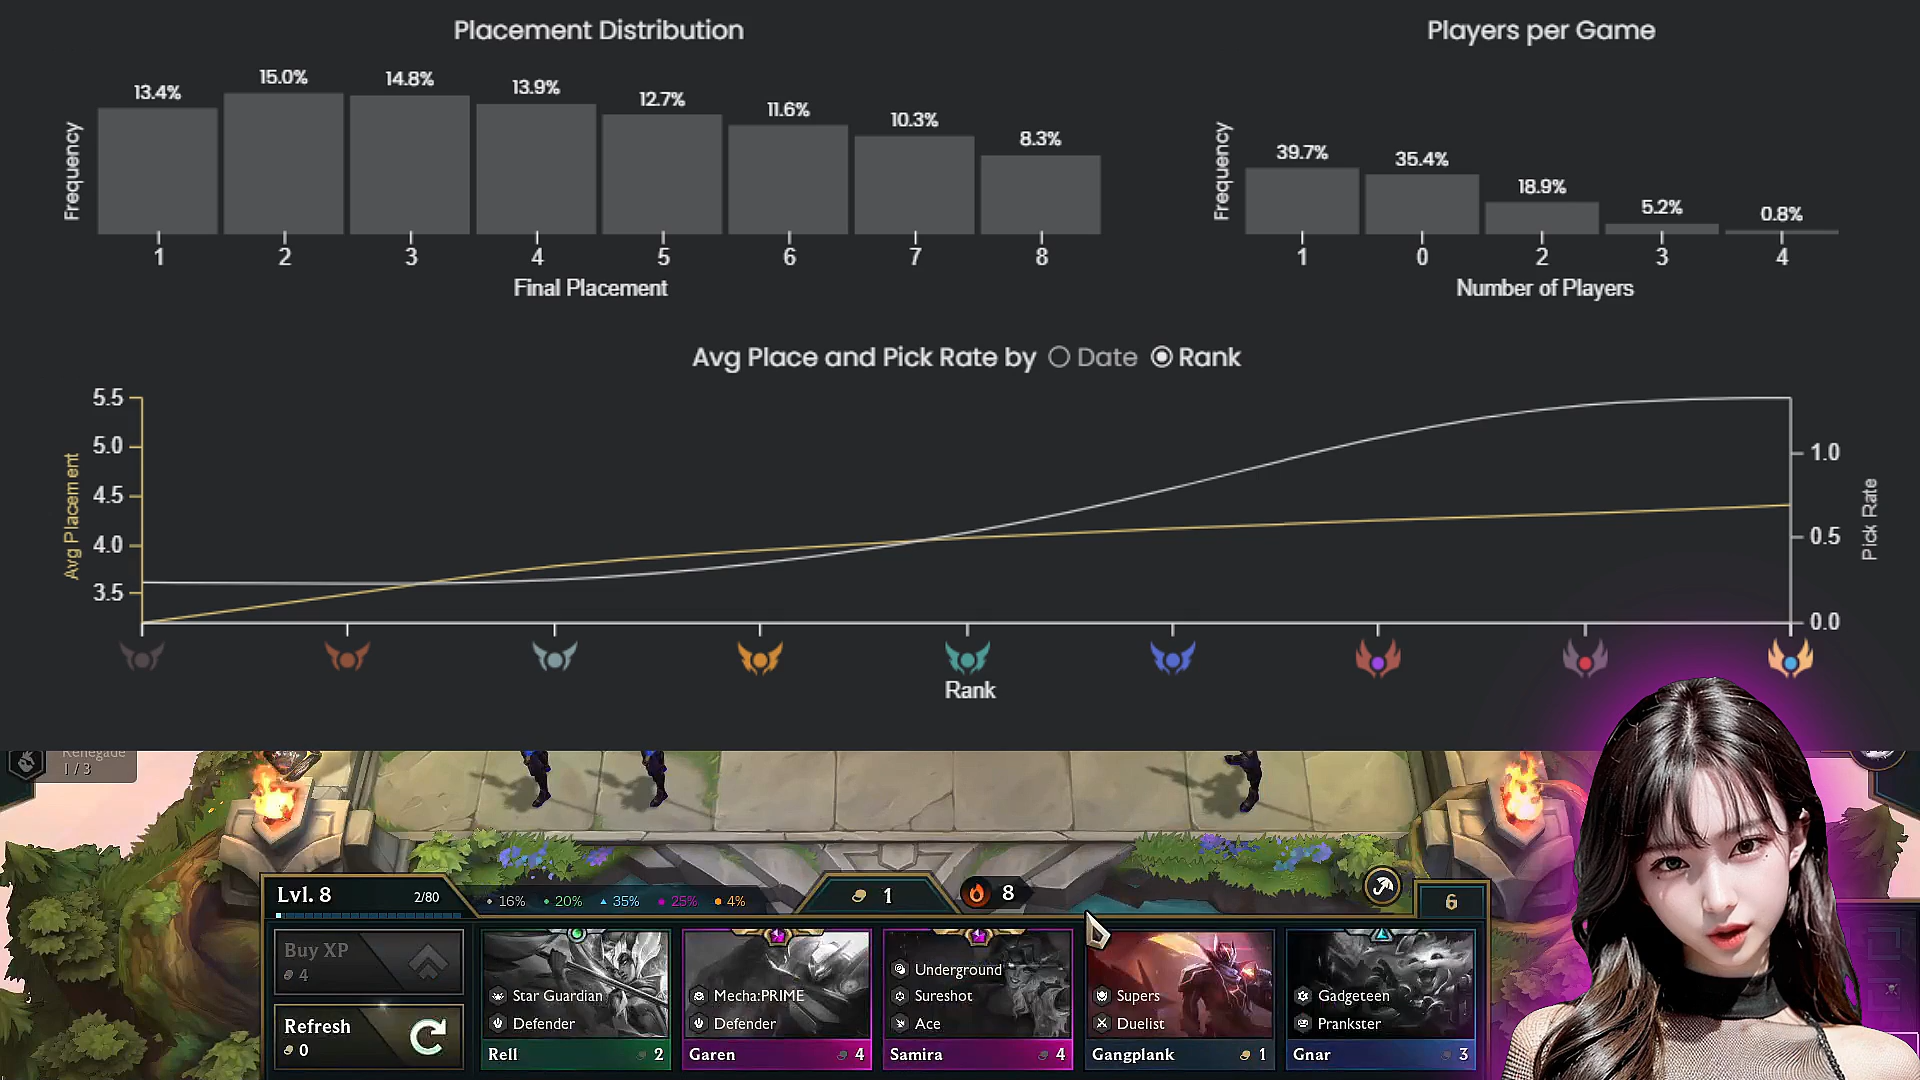 Placement Distribution
Players per Game
13.4%
15.0%
14.8%
13.9%
12.7%
11.6%
10.3%
8.3%
Frequency
1
2
3
4
5
6
7
8
Final Placement
39.7%
35.4%
18.9%
5.2%
0.8%
Frequency
1
0
2
3
4
Number of Players
Avg Place and Pick Rate by Date Rank
5.5
5.0
4.5
4.0
3.5
Avg Placement
1.0
0.5
0.0
Pick Rate
Rank
Renegade
1 / 3
Lvl. 8
2/80
16%
20%
35%
25%
4%
1
8
6
Buy XP
4
Refresh
0
Star Guardian
Defender
Rell 2
Mecha:PRIME
Defender
Garen 4
Underground
Sureshot
Ace
Samira 4
Supers
Duelist
Gangplank 1
Gadgeteen
Prankster
Gnar 3